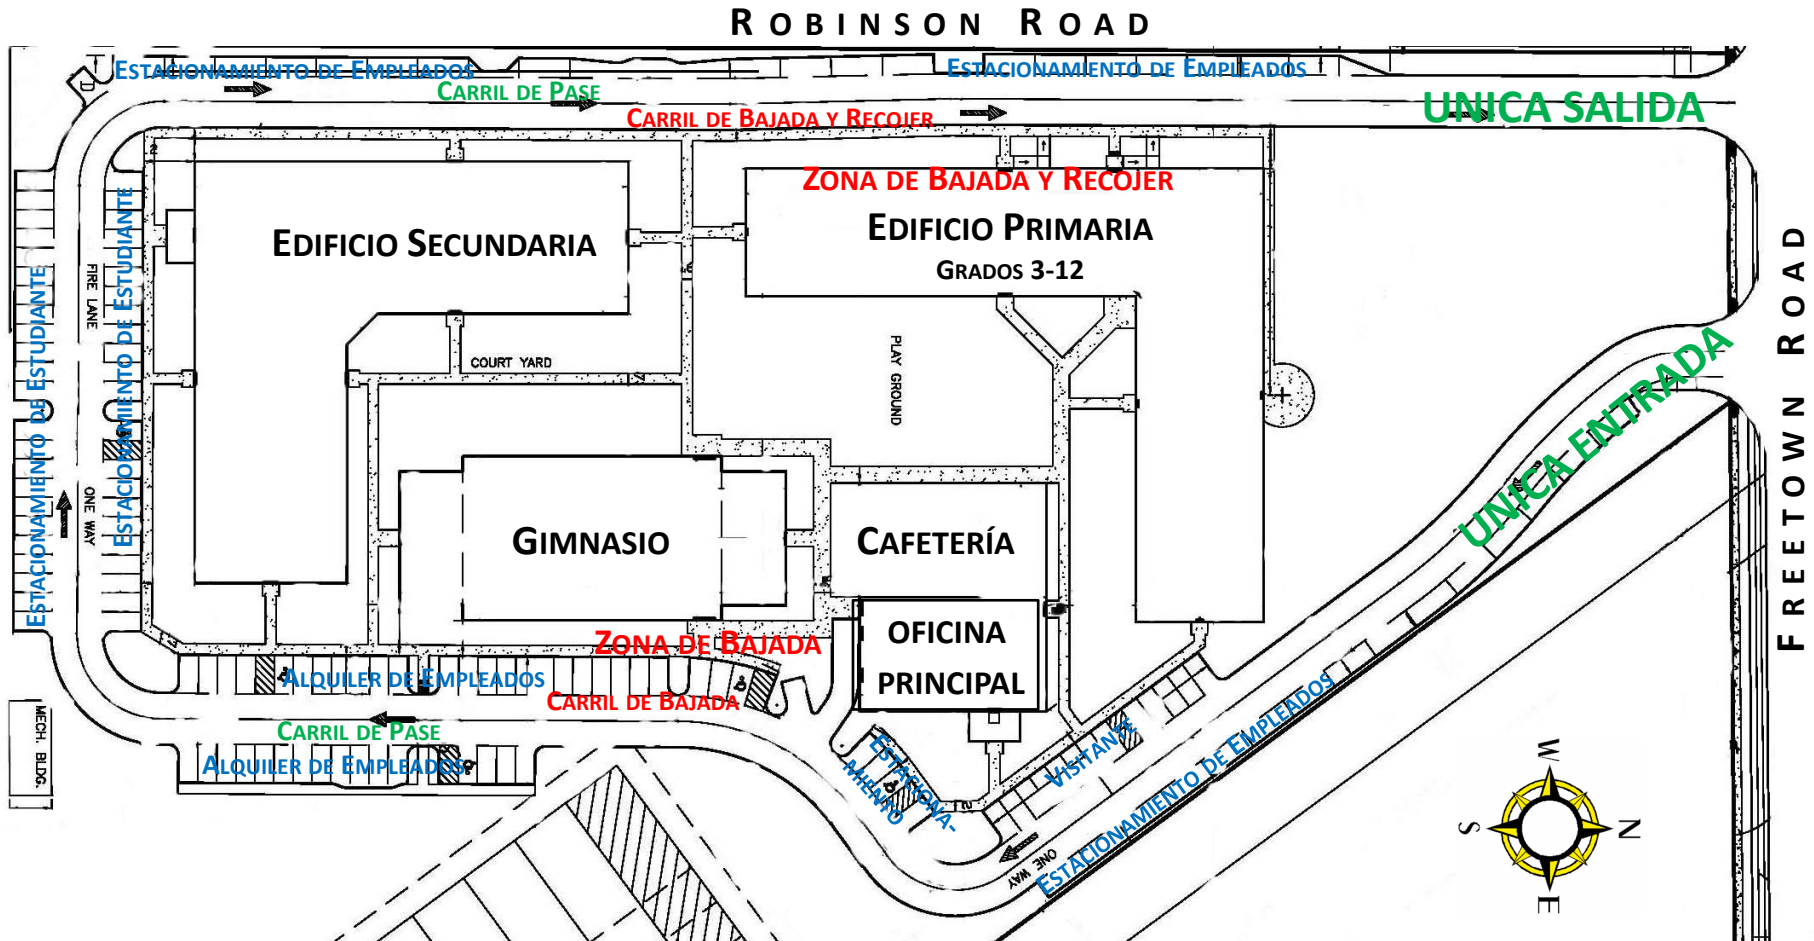 ROBINSON ROAD
ESTACIONAMIENTO DE EMPLEADOS
ESTACIONAMIENTO DE EMPLEADOS
CARRIL DE PASE
CARRIL DE BAJADA Y RECOJER
UNICA SALIDA
ZONA DE BAJADA Y RECOJER
EDIFICIO SECUNDARIA
EDIFICIO PRIMARIA
GRADOS 3-12
FREETOWN ROAD
ESTACIONAMIENTO DE ESTUDIANTE
FIRE LANE
ESTACIONAMIENTO DE ESTUDIANTE
ONE WAY
COURT YARD
PLAY GROUND
UNICA ENTRADA
GIMNASIO
CAFETERÍA
OFICINA
PRINCIPAL
ZONA DE BAJADA
ALQUILER DE EMPLEADOS
CARRIL DE BAJADA
CARRIL DE PASE
ALQUILER DE EMPLEADOS
MECH. BLDG.
ESTACIONA-
MIENTO
VISITANTE
ESTACIONAMIENTO DE EMPLEADOS
ONE WAY
W
S
N
E